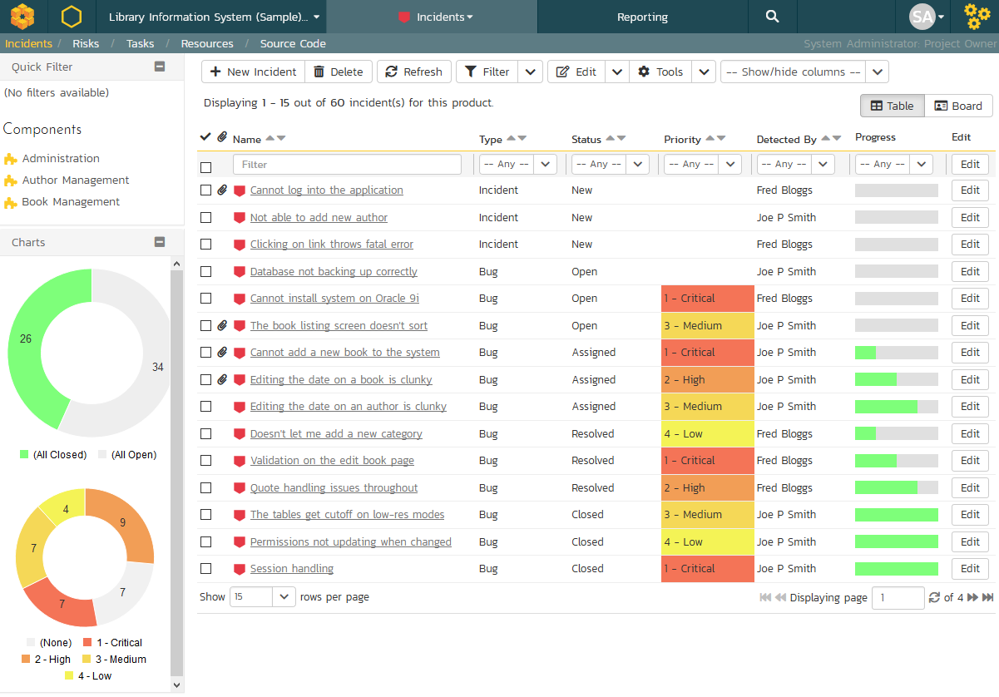 Library Information System (Sample)... Incidents Reporting SA
Incidents / Risks / Tasks / Resources / Source Code System Administrator: Project Owner
Quick Filter
(No filters available)
Components
Administration
Author Management
Book Management
Charts
26
34
(All Closed) (All Open)
4
9
7
7
7
(None) 1 - Critical
2 - High 3 - Medium
4 - Low
New Incident Delete Refresh Filter Edit Tools -- Show/hide columns --
Displaying 1 - 15 out of 60 incident(s) for this product.
Table Board
Name Type Status Priority Detected By Progress Edit
Filter -- Any -- -- Any -- -- Any -- -- Any -- -- Any -- Edit
Cannot log into the application Incident New Fred Bloggs Edit
Not able to add new author Incident New Joe P Smith Edit
Clicking on link throws fatal error Incident New Fred Bloggs Edit
Database not backing up correctly Bug Open Joe P Smith Edit
Cannot install system on Oracle 9i Bug Open 1 - Critical Fred Bloggs Edit
The book listing screen doesn't sort Bug Open 3 - Medium Joe P Smith Edit
Cannot add a new book to the system Bug Assigned 1 - Critical Joe P Smith Edit
Editing the date on a book is clunky Bug Assigned 2 - High Joe P Smith Edit
Editing the date on an author is clunky Bug Assigned 3 - Medium Joe P Smith Edit
Doesn't let me add a new category Bug Resolved 4 - Low Fred Bloggs Edit
Validation on the edit book page Bug Resolved 1 - Critical Fred Bloggs Edit
Quote handling issues throughout Bug Resolved 2 - High Fred Bloggs Edit
The tables get cutoff on low-res modes Bug Closed 3 - Medium Joe P Smith Edit
Permissions not updating when changed Bug Closed 4 - Low Joe P Smith Edit
Session handling Bug Closed 1 - Critical Joe P Smith Edit
Show 15 rows per page Displaying page 1 of 4